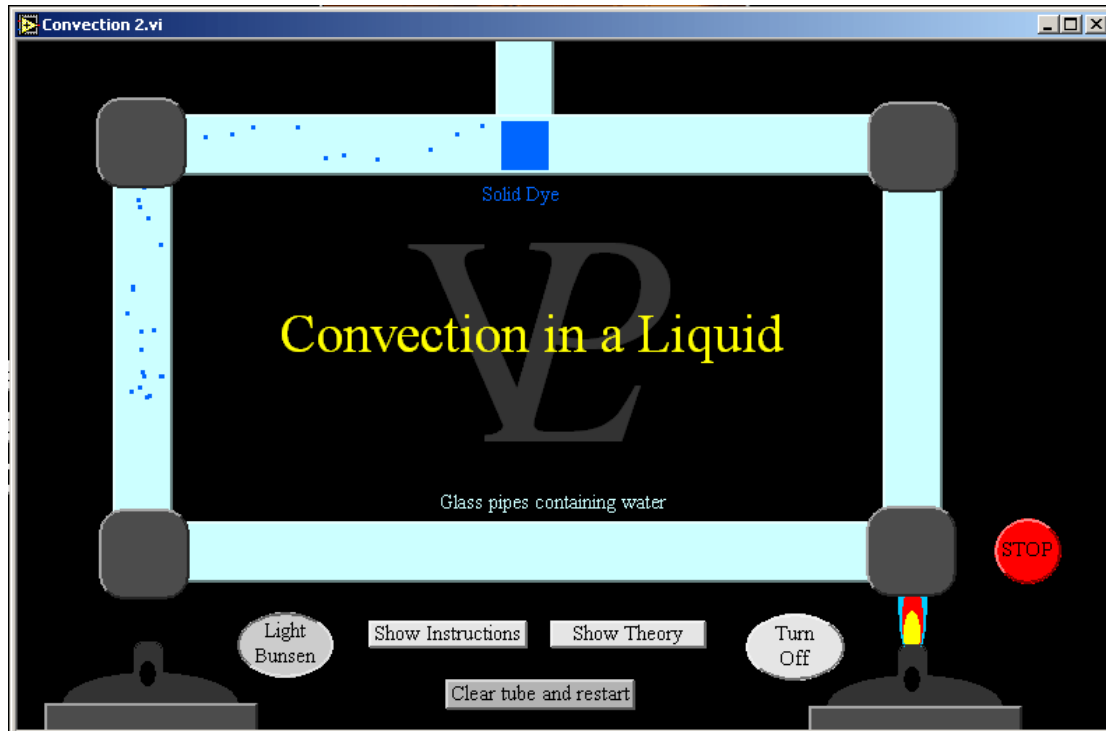 Convection 2.vi
Solid Dye
VPL
Convection in a Liquid
Glass pipes containing water
STOP
Light
Bunsen
Show Instructions
Show Theory
Turn
Off
Clear tube and restart